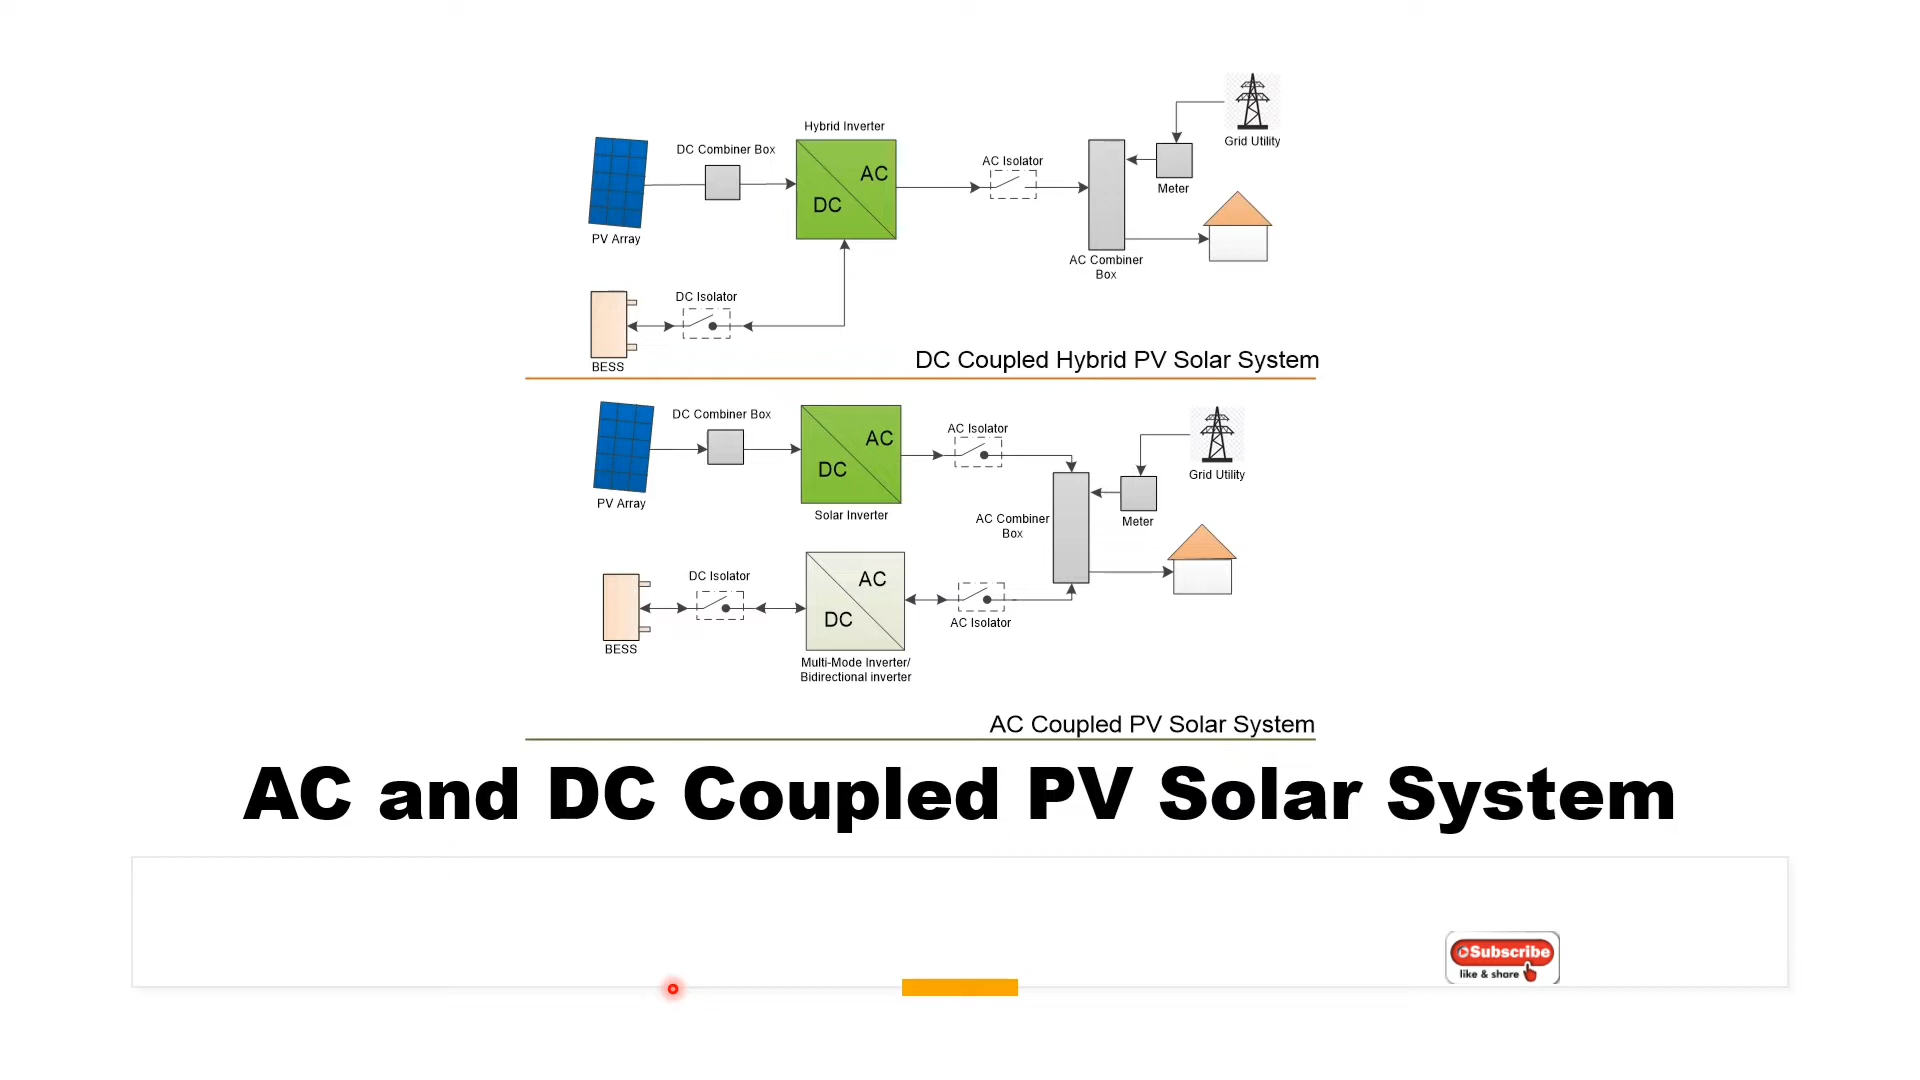 Hybrid Inverter
DC Combiner Box
AC
DC
PV Array
AC Isolator
Grid Utility
Meter
AC Combiner
Box
DC Isolator
BESS
DC Coupled Hybrid PV Solar System
DC Combiner Box
AC
DC
PV Array
Solar Inverter
AC Isolator
Grid Utility
AC Combiner
Box
Meter
DC Isolator
BESS
AC
DC
Multi-Mode Inverter/
Bidirectional inverter
AC Isolator
AC Coupled PV Solar System
AC and DC Coupled PV Solar System
Subscribe
like & share